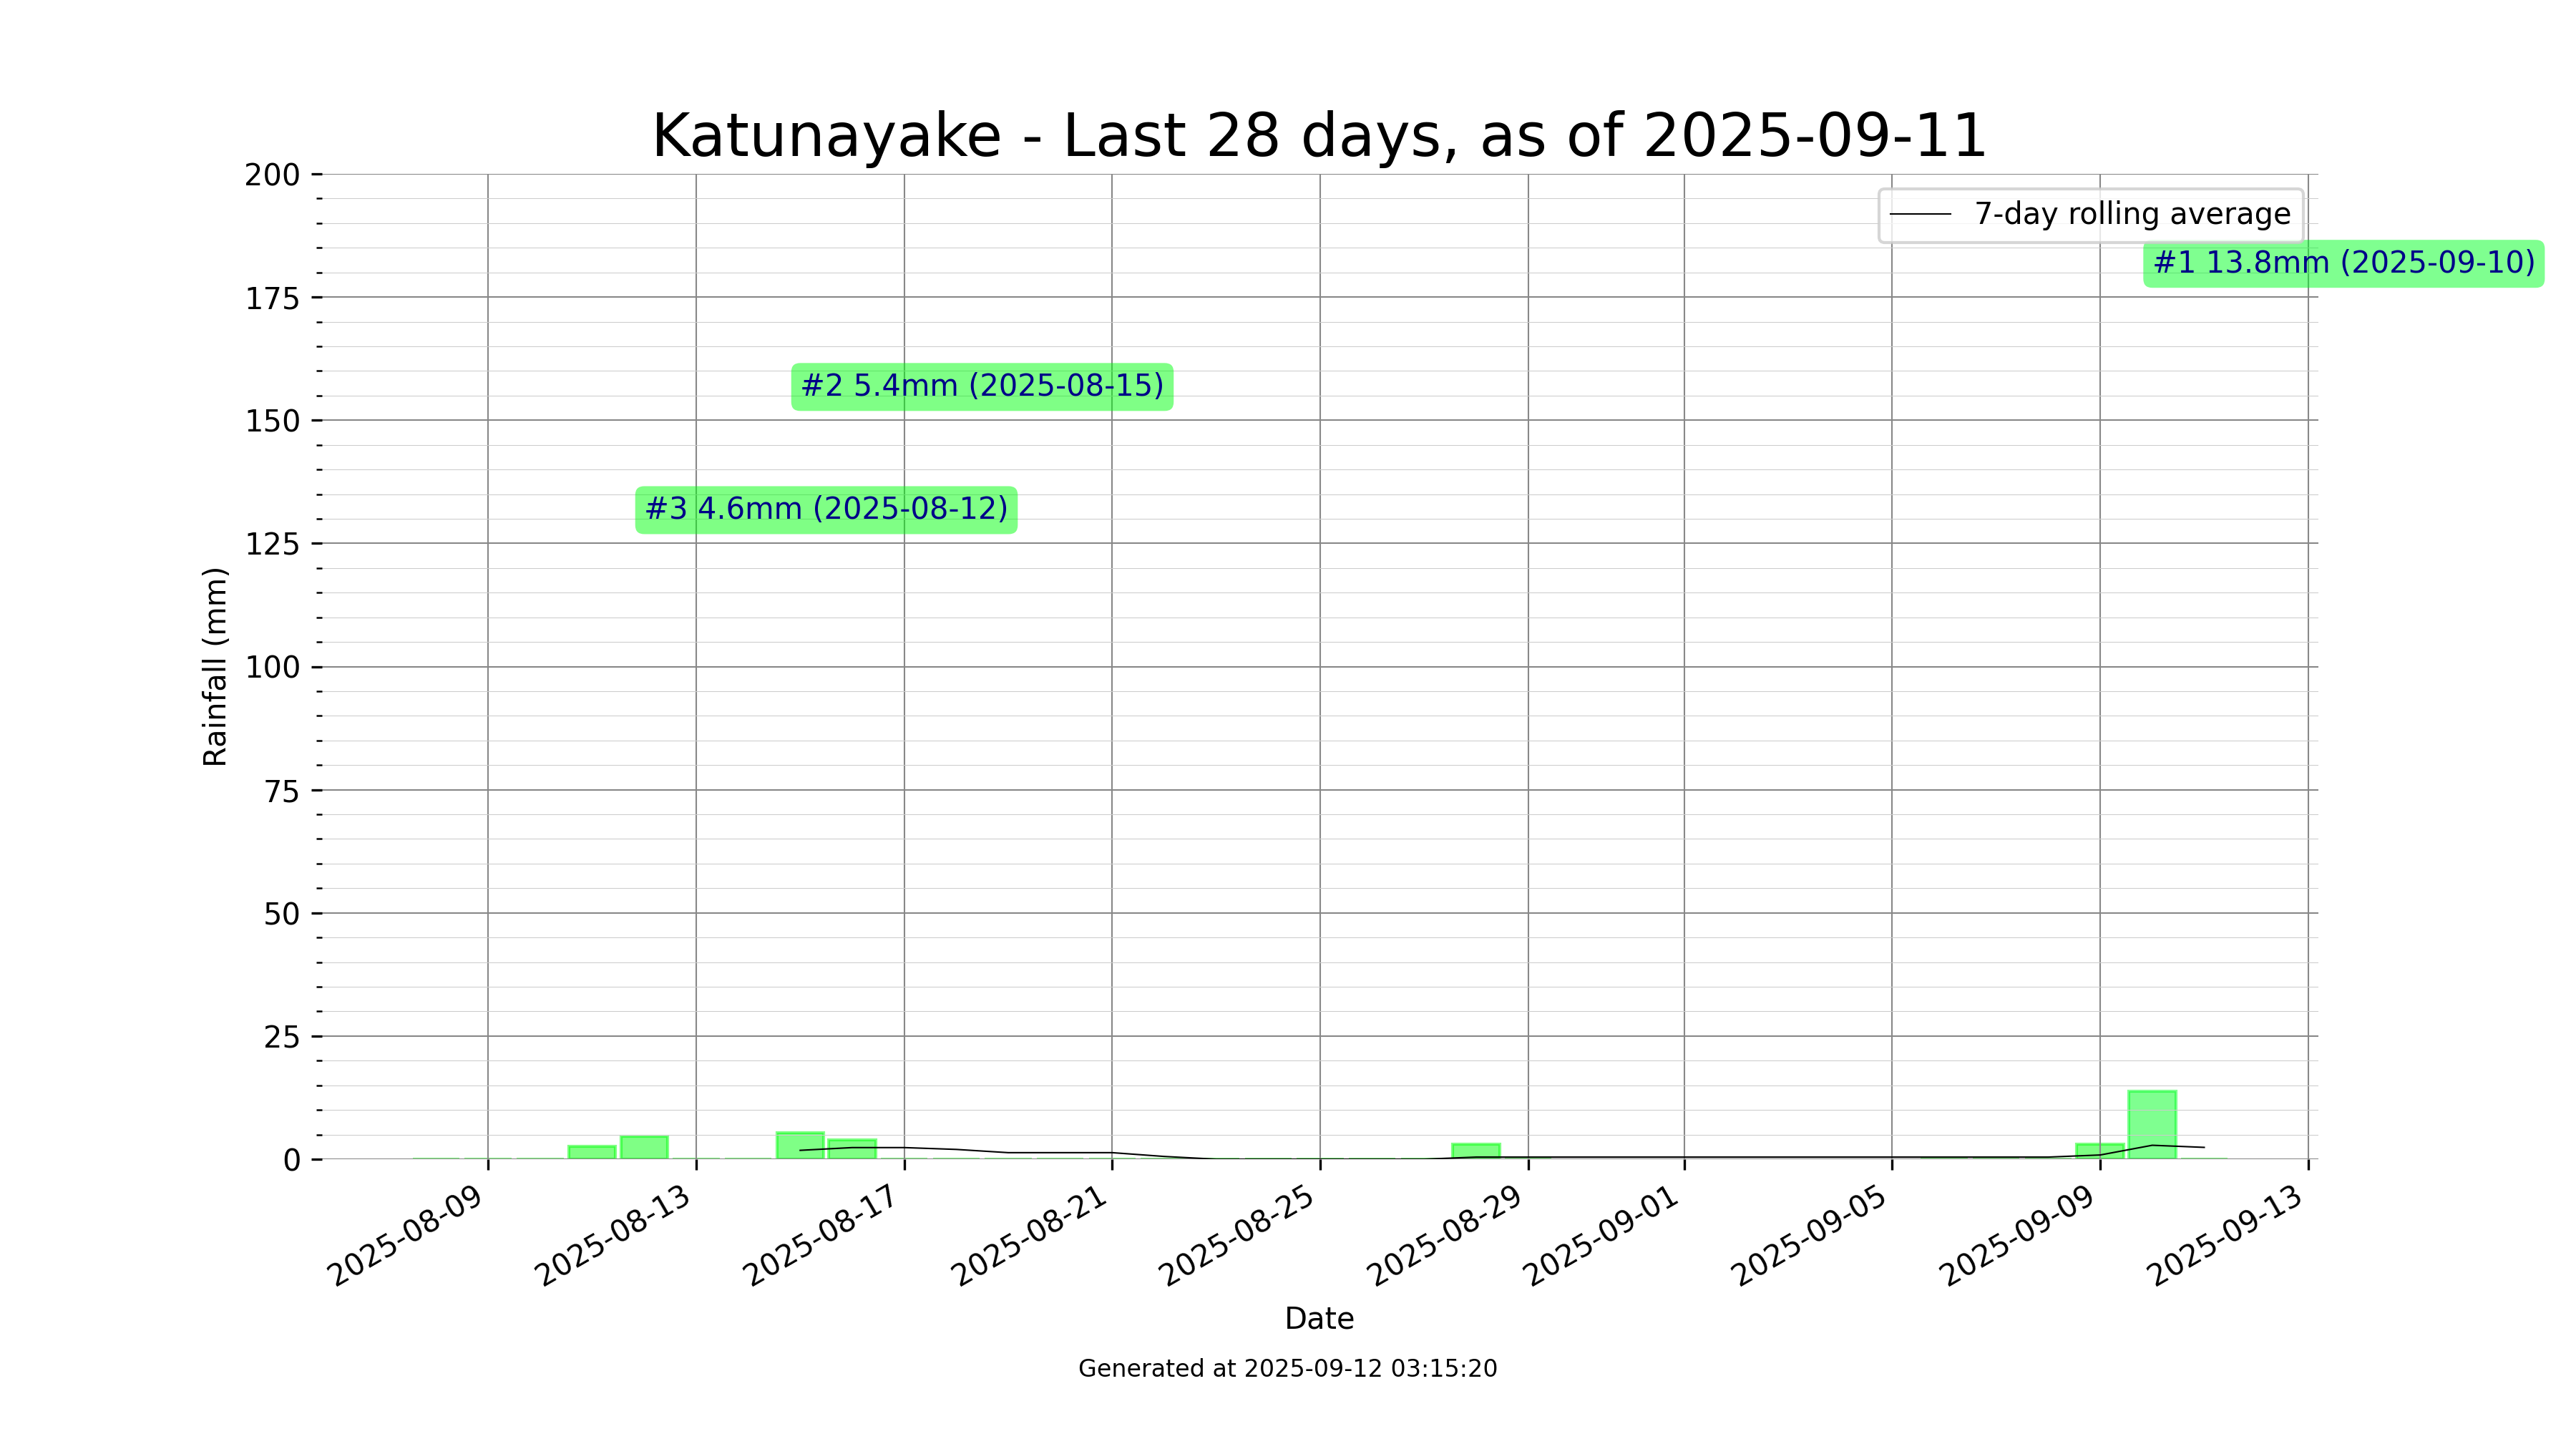 Katunayake - Last 28 days, as of 2025-09-11
7-day rolling average
#1 13.8mm (2025-09-10)
#2 5.4mm (2025-08-15)
#3 4.6mm (2025-08-12)
Rainfall (mm)
200
175
150
125
100
75
50
25
0
2025-08-09
2025-08-13
2025-08-17
2025-08-21
2025-08-25
2025-08-29
2025-09-01
2025-09-05
2025-09-09
2025-09-13
Date
Generated at 2025-09-12 03:15:20